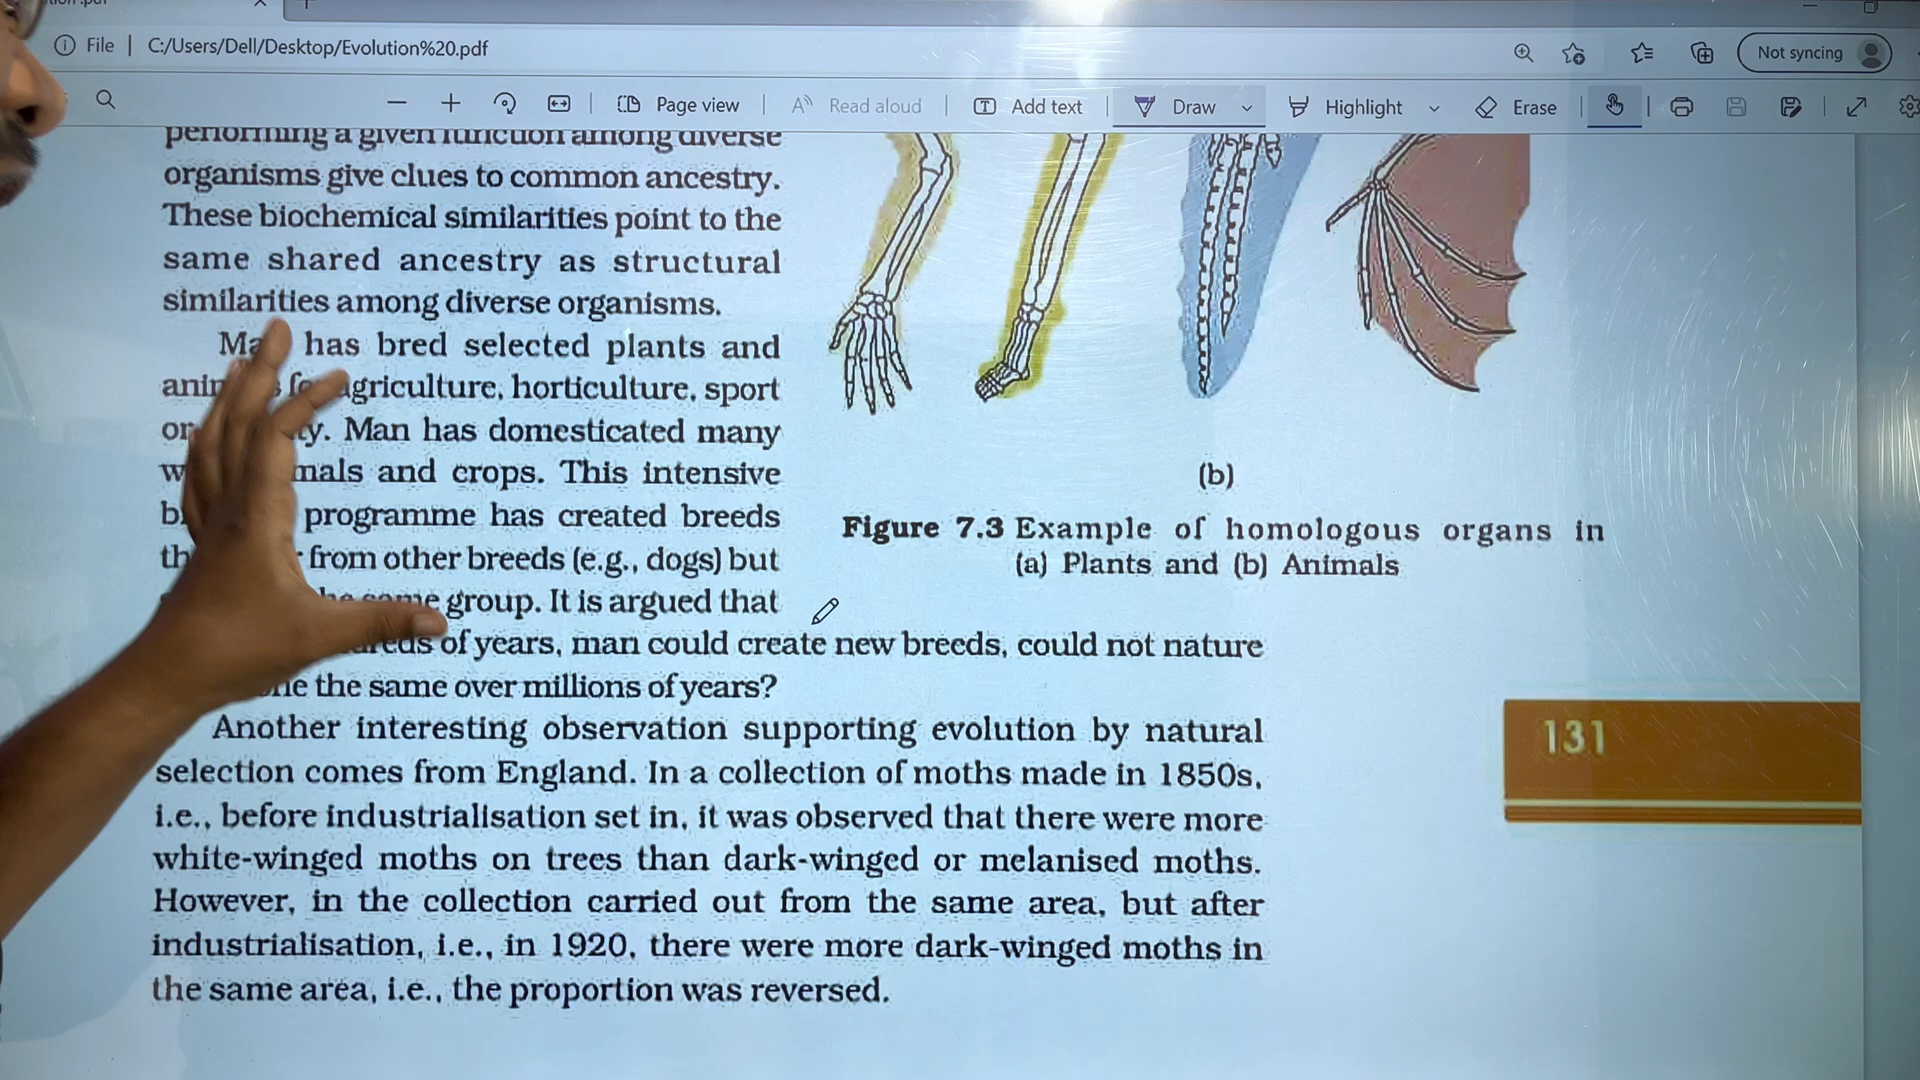 File | C:/Users/Dell/Desktop/Evolution%20.pdf
Not syncing
Page view
Read aloud
Add text
Draw
Highlight
Erase
performing a given function among diverse
organisms give clues to common ancestry.
These biochemical similarities point to the
same shared ancestry as structural
similarities among diverse organisms.
has bred selected plants and
agriculture, horticulture, sport
or Man has domesticated many
and crops. This intensive
programme has created breeds
from other breeds (e.g., dogs) but
same group. It is argued that
of years, man could create new breeds, could not nature
the same over millions of years?
Another interesting observation supporting evolution by natural
selection comes from England. In a collection of moths made in 1850s,
i.e., before industrialisation set in, it was observed that there were more
white-winged moths on trees than dark-winged or melanised moths.
However, in the collection carried out from the same area, but after
industrialisation, i.e., in 1920, there were more dark-winged moths in
the same area, i.e., the proportion was reversed.
(b)
Figure 7.3 Example of homologous organs in
(a) Plants and (b) Animals
131